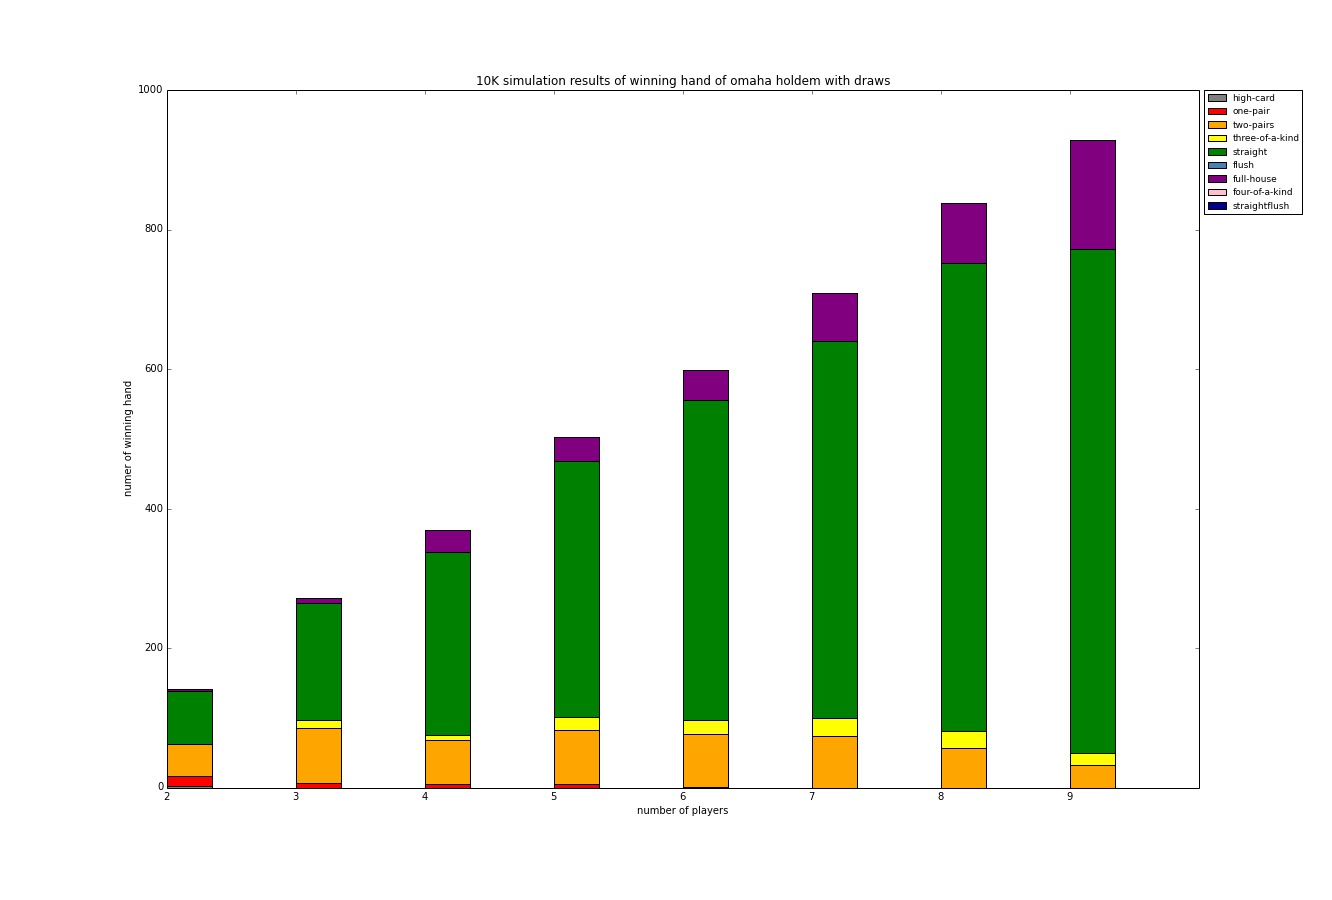 10K simulation results of winning hand of omaha holdem with draws
1000
800
600
400
200
0
numer of winning hand
2 3 4 5 6 7 8 9
number of players
high-card
one-pair
two-pairs
three-of-a-kind
straight
flush
full-house
four-of-a-kind
straightflush